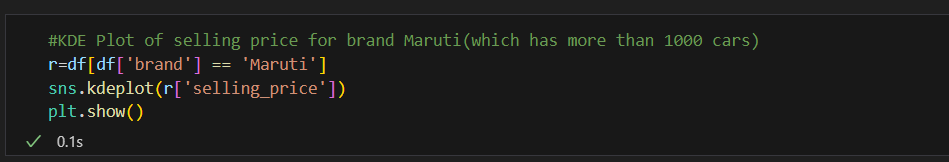 #KDE Plot of selling price for brand Maruti(which has more than 1000 cars)
r=df[df['brand'] == 'Maruti']
sns.kdeplot(r['selling_price'])
plt.show()
✓ 0.1s